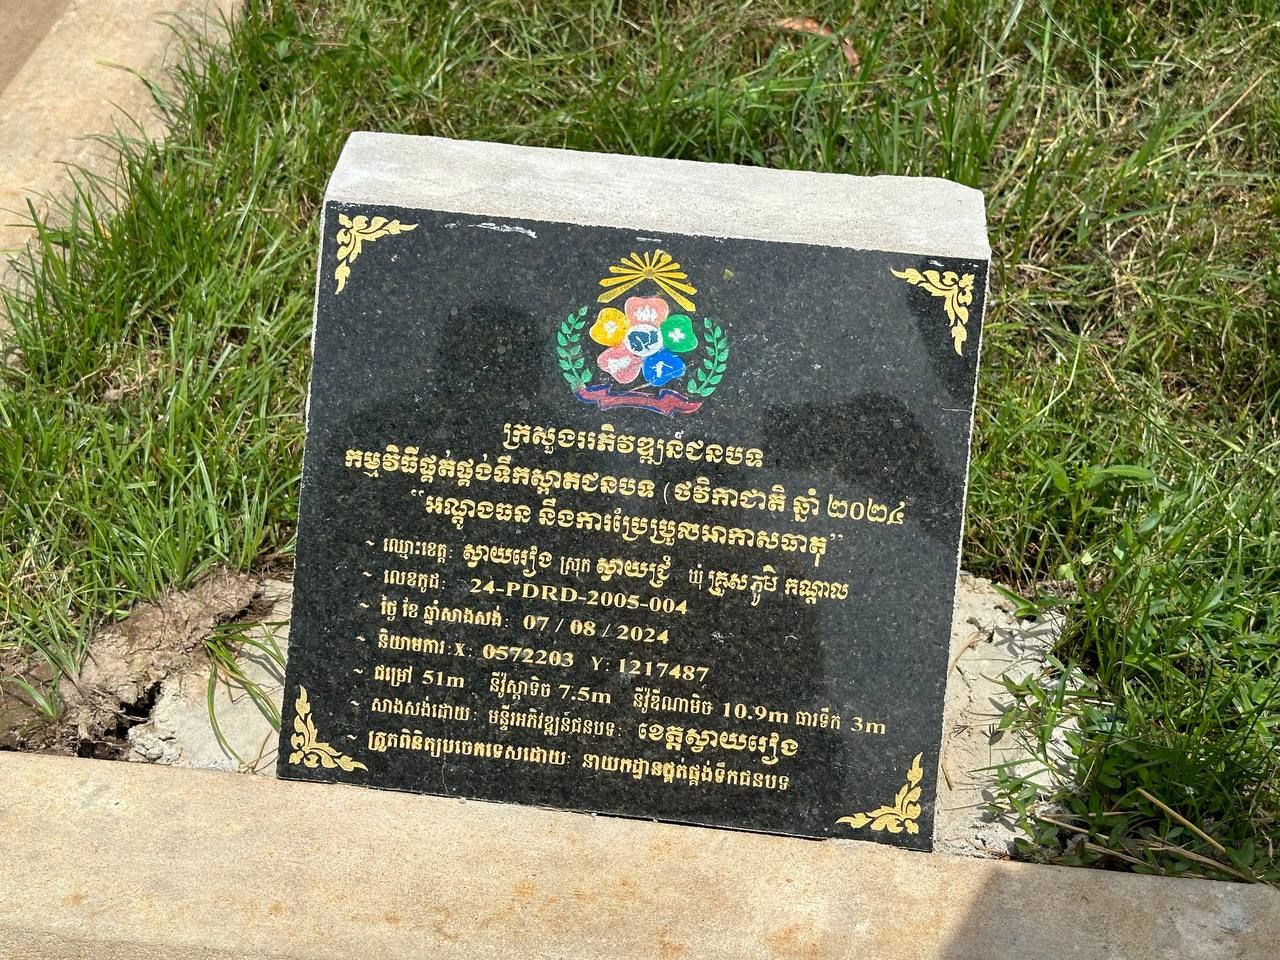 ក្រសួងអភិវឌ្ឍន៍ជនបទ
កម្មវិធីផ្គត់ផ្គង់ទឹកស្អាតជនបទ (ថវិកាជាតិ ឆ្នាំ ២០២៤
“អណ្តូងធន នឹងការប្រែប្រួលអាកាសធាតុ”
~ ឈ្មោះខេត្ត: ស្វាយរៀង ស្រុក ស្វាយជ្រំ ឃុំ គ្រួស ភូមិ កណ្តាល
~ លេខកូដ: 24-PDRD-2005-004
~ ថ្ងៃ ខែ ឆ្នាំសាងសង់: 07 / 08 / 2024
~ និយាមការ: X: 0572203 Y: 1217487
~ ជម្រៅ 51m នីវ៉ូស្តាទិច 7.5m នីវ៉ូឌីណាមិច 10.9m ធារទឹក 3m
~ សាងសង់ដោយ: មន្ទីរអភិវឌ្ឍន៍ជនបទ: ខេត្តស្វាយរៀង
~ ត្រួតពិនិត្យបច្ចេកទេសដោយ: នាយកដ្ឋានផ្គត់ផ្គង់ទឹកជនបទ